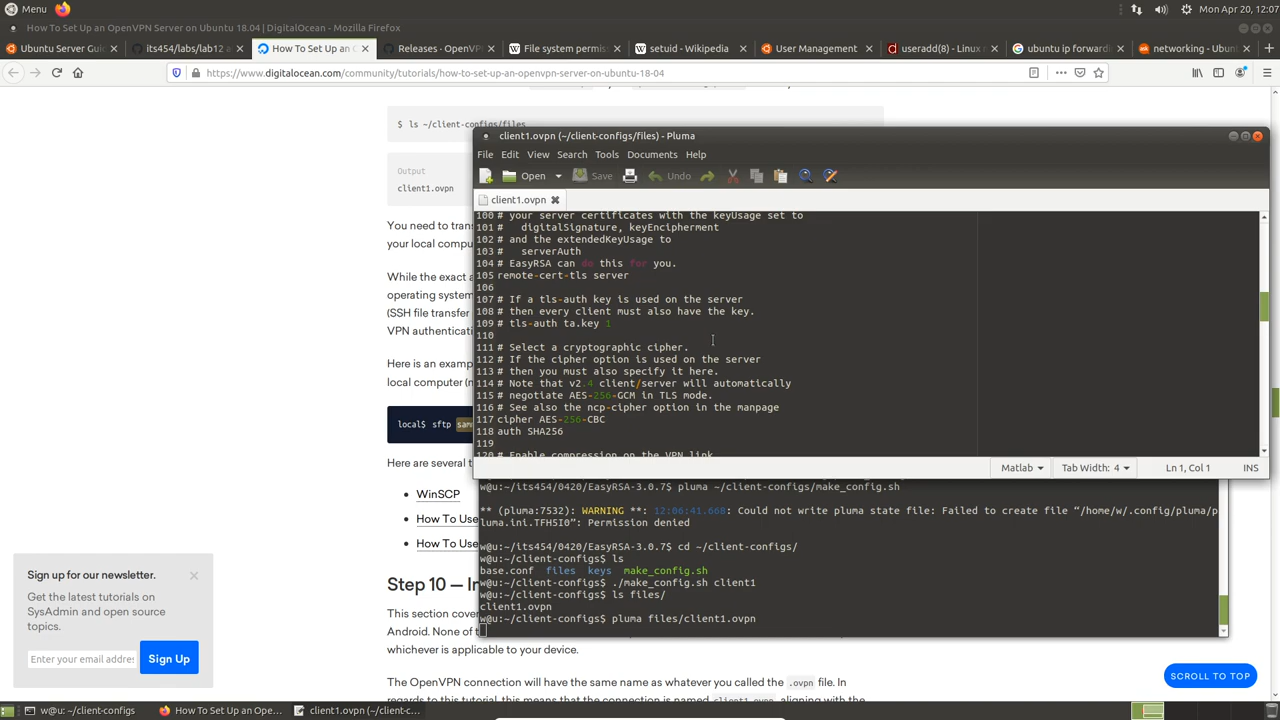 Menu
Mon Apr 20, 12:07
How To Set Up an OpenVPN Server on Ubuntu 18.04 | DigitalOcean - Mozilla Firefox
Ubuntu Server Gui
its454/labs/lab12
How To Set Up an O
Releases - OpenVP
File system permis
setuid - Wikipedia
User Management
useradd(8) - Linux
ubuntu ip forwardin
networking - Ubun
https://www.digitalocean.com/community/tutorials/how-to-set-up-an-openvpn-server-on-ubuntu-18-04
$ ls ~/client-configs/files
Output
client1.ovpn
You need to trans
your local compu
While the exact a
operating system
(SSH file transfer
VPN authenticati
Here is an examp
local computer (m
local$ sftp sam
Here are several t
WinSCP
How To Use
How To Use
Step 10 — In
This section cover
Android. None of t
whichever is applicable to your device.
The OpenVPN connection will have the same name as whatever you called the .ovpn file. In
regards to this tutorial, this means that the connection is named client1.ovpn, aligning with the
Sign up for our newsletter.
Get the latest tutorials on
SysAdmin and open source
topics.
Enter your email addres
Sign Up
SCROLL TO TOP
client1.ovpn (~/client-configs/files) - Pluma
File Edit View Search Tools Documents Help
Open Save Undo
client1.ovpn
100 # your server certificates with the keyUsage set to
101 #   digitalSignature, keyEncipherment
102 # and the extendedKeyUsage to
103 #   serverAuth
104 # EasyRSA can do this for you.
105 remote-cert-tls server
106
107 # If a tls-auth key is used on the server
108 # then every client must also have the key.
109 # tls-auth ta.key 1
110
111 # Select a cryptographic cipher.
112 # If the cipher option is used on the server
113 # then you must also specify it here.
114 # Note that v2.4 client/server will automatically
115 # negotiate AES-256-GCM in TLS mode.
116 # See also the ncp-cipher option in the manpage
117 cipher AES-256-CBC
118 auth SHA256
119
120 # Enable compression on the VPN link
Matlab Tab Width: 4 Ln 1, Col 1 INS
w@u:~/its454/0420/EasyRSA-3.0.7$ pluma ~/client-configs/make_config.sh
** (pluma:7532): WARNING **: 12:06:41.668: Could not write pluma state file: Failed to create file “/home/w/.config/pluma/p
luma.ini.TFH5I0”: Permission denied
w@u:~/its454/0420/EasyRSA-3.0.7$ cd ~/client-configs/
w@u:~/client-configs$ ls
base.conf files keys make_config.sh
w@u:~/client-configs$ ./make_config.sh client1
w@u:~/client-configs$ ls files/
client1.ovpn
w@u:~/client-configs$ pluma files/client1.ovpn
w@u: ~/client-configs
How To Set Up an Ope...
client1.ovpn (~/client-c...